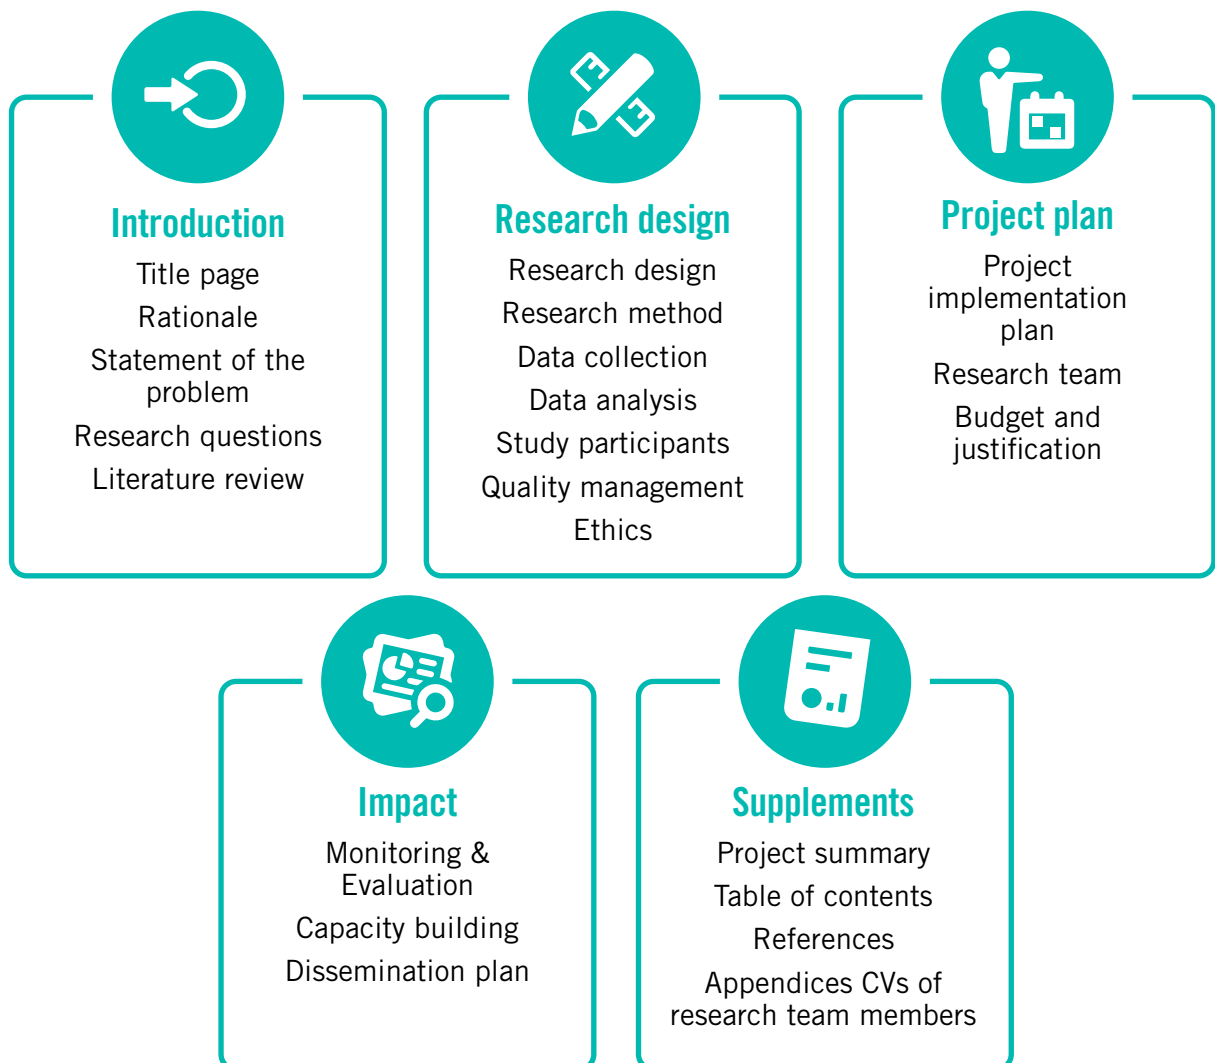 Introduction
Title page
Rationale
Statement of the
problem
Research questions
Literature review
Research design
Research design
Research method
Data collection
Data analysis
Study participants
Quality management
Ethics
Project plan
Project
implementation
plan
Research team
Budget and
justification
Impact
Monitoring &
Evaluation
Capacity building
Dissemination plan
Supplements
Project summary
Table of contents
References
Appendices CVs of
research team members